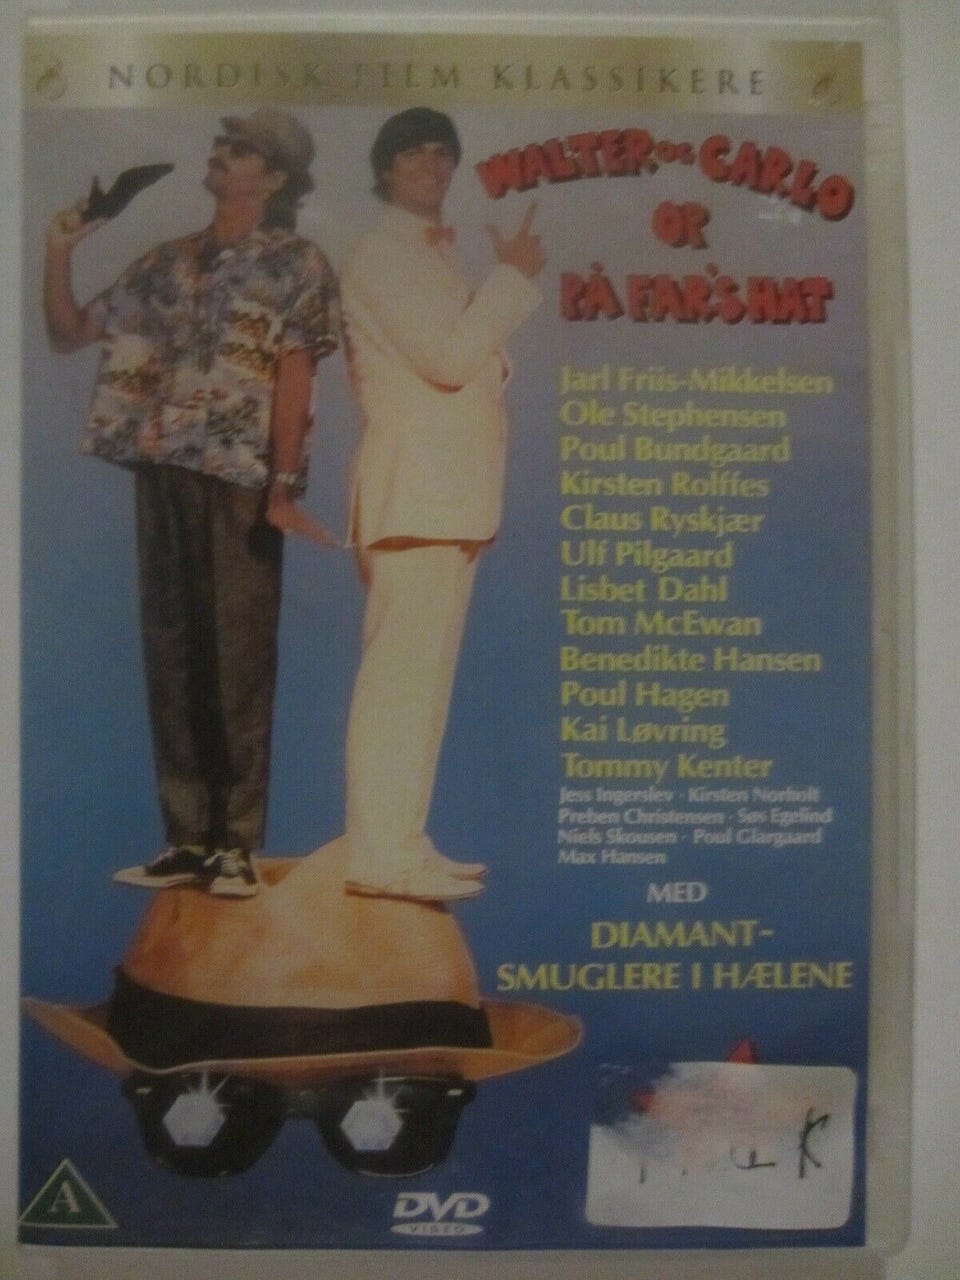 NORDISK FILM KLASSIKERE
WALTER OG CARLO
OP
PÅ FAR'S HAT
Jarl Friis-Mikkelsen
Ole Stephensen
Poul Bundgaard
Kirsten Rolffes
Claus Ryskjær
Ulf Pilgaard
Lisbet Dahl
Tom McEwan
Benedikte Hansen
Poul Hagen
Kai Løvring
Tommy Kenter
Jess Ingerslev · Kirsten Norholt
Preben Christensen · Søs Egelind
Niels Skousen · Poul Glargaard
Max Hansen
MED
DIAMANT-
SMUGLERE I HÆLENE
A
DVD
VIDEO